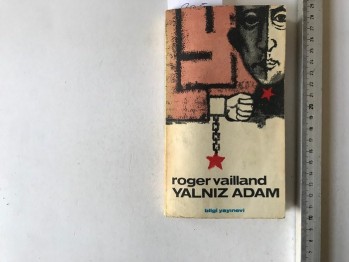 roger vailland
YALNIZ ADAM
bilgi yayınevi